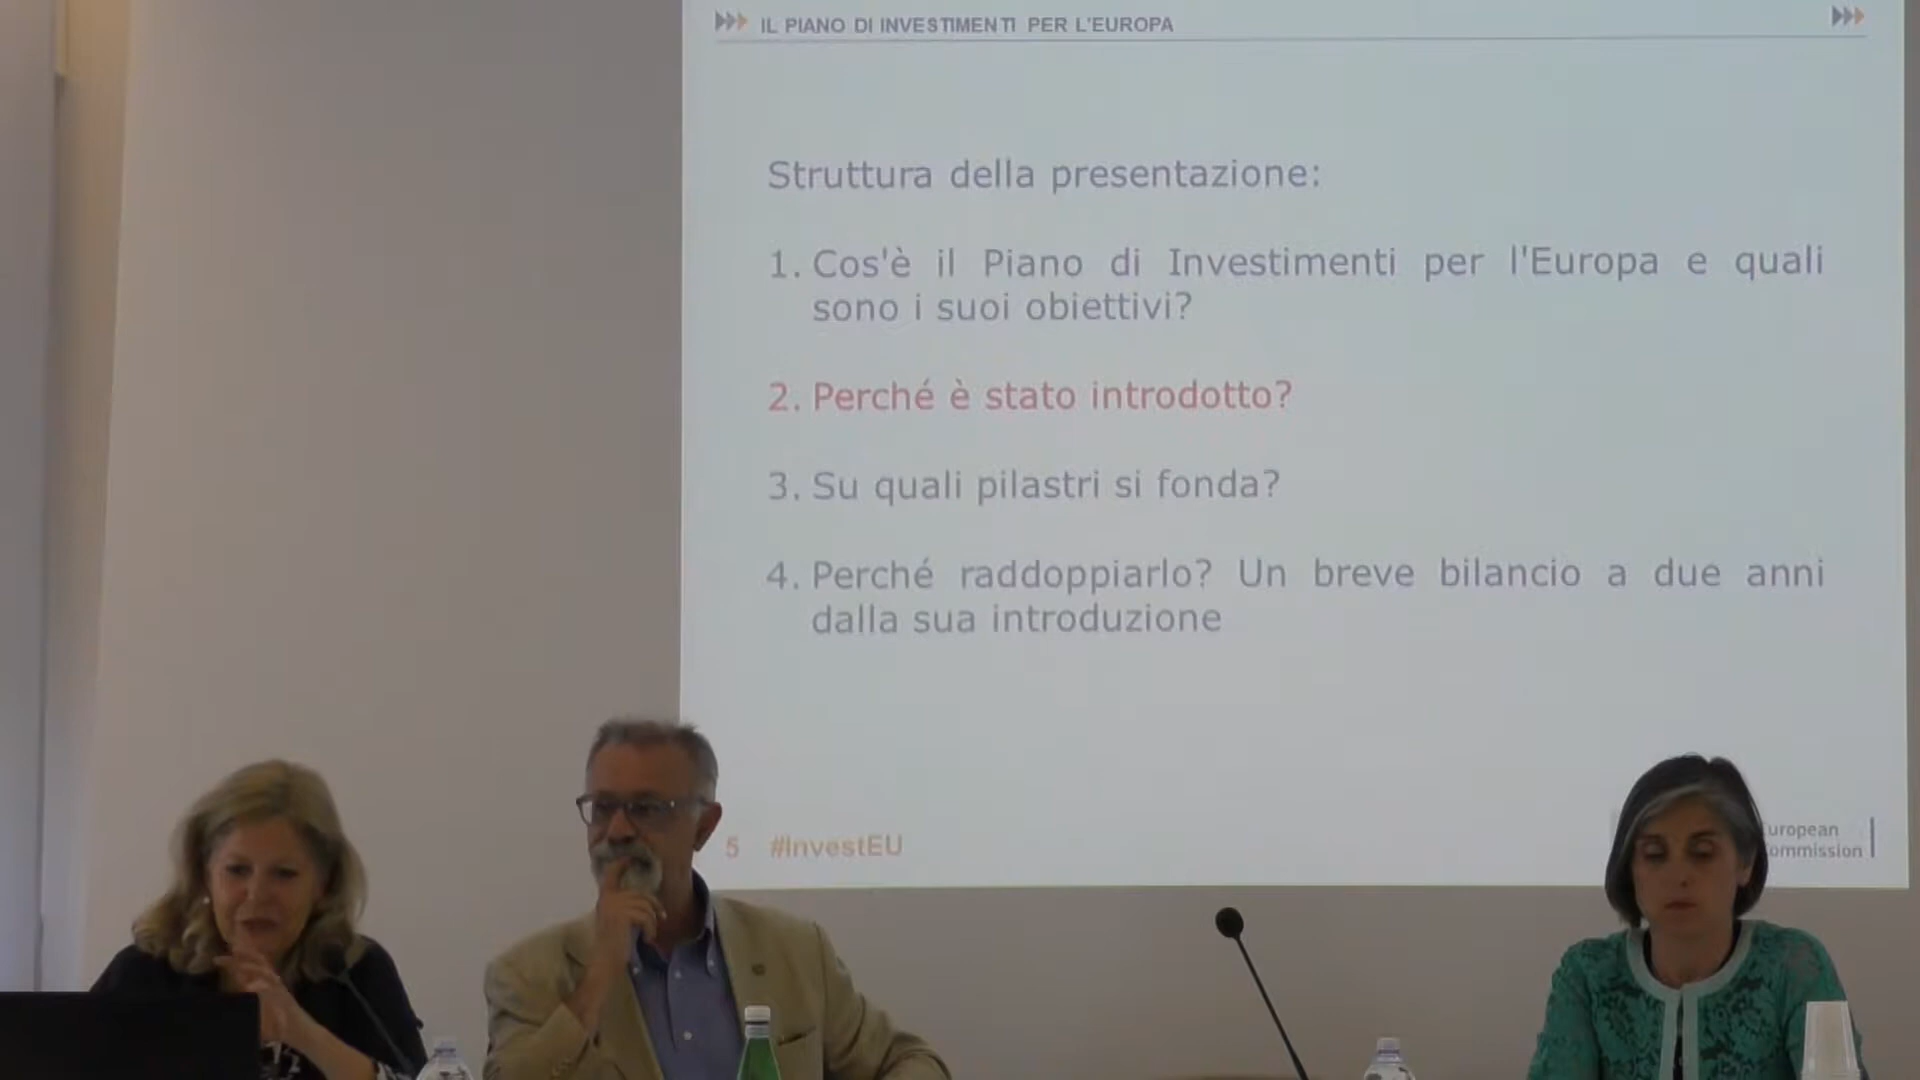 IL PIANO DI INVESTIMENTI PER L'EUROPA
Struttura della presentazione:
1. Cos'è il Piano di Investimenti per l'Europa e quali
sono i suoi obiettivi?
2. Perché è stato introdotto?
3. Su quali pilastri si fonda?
4. Perché raddoppiarlo? Un breve bilancio a due anni
dalla sua introduzione
5 #InvestEU
uropean
ommission